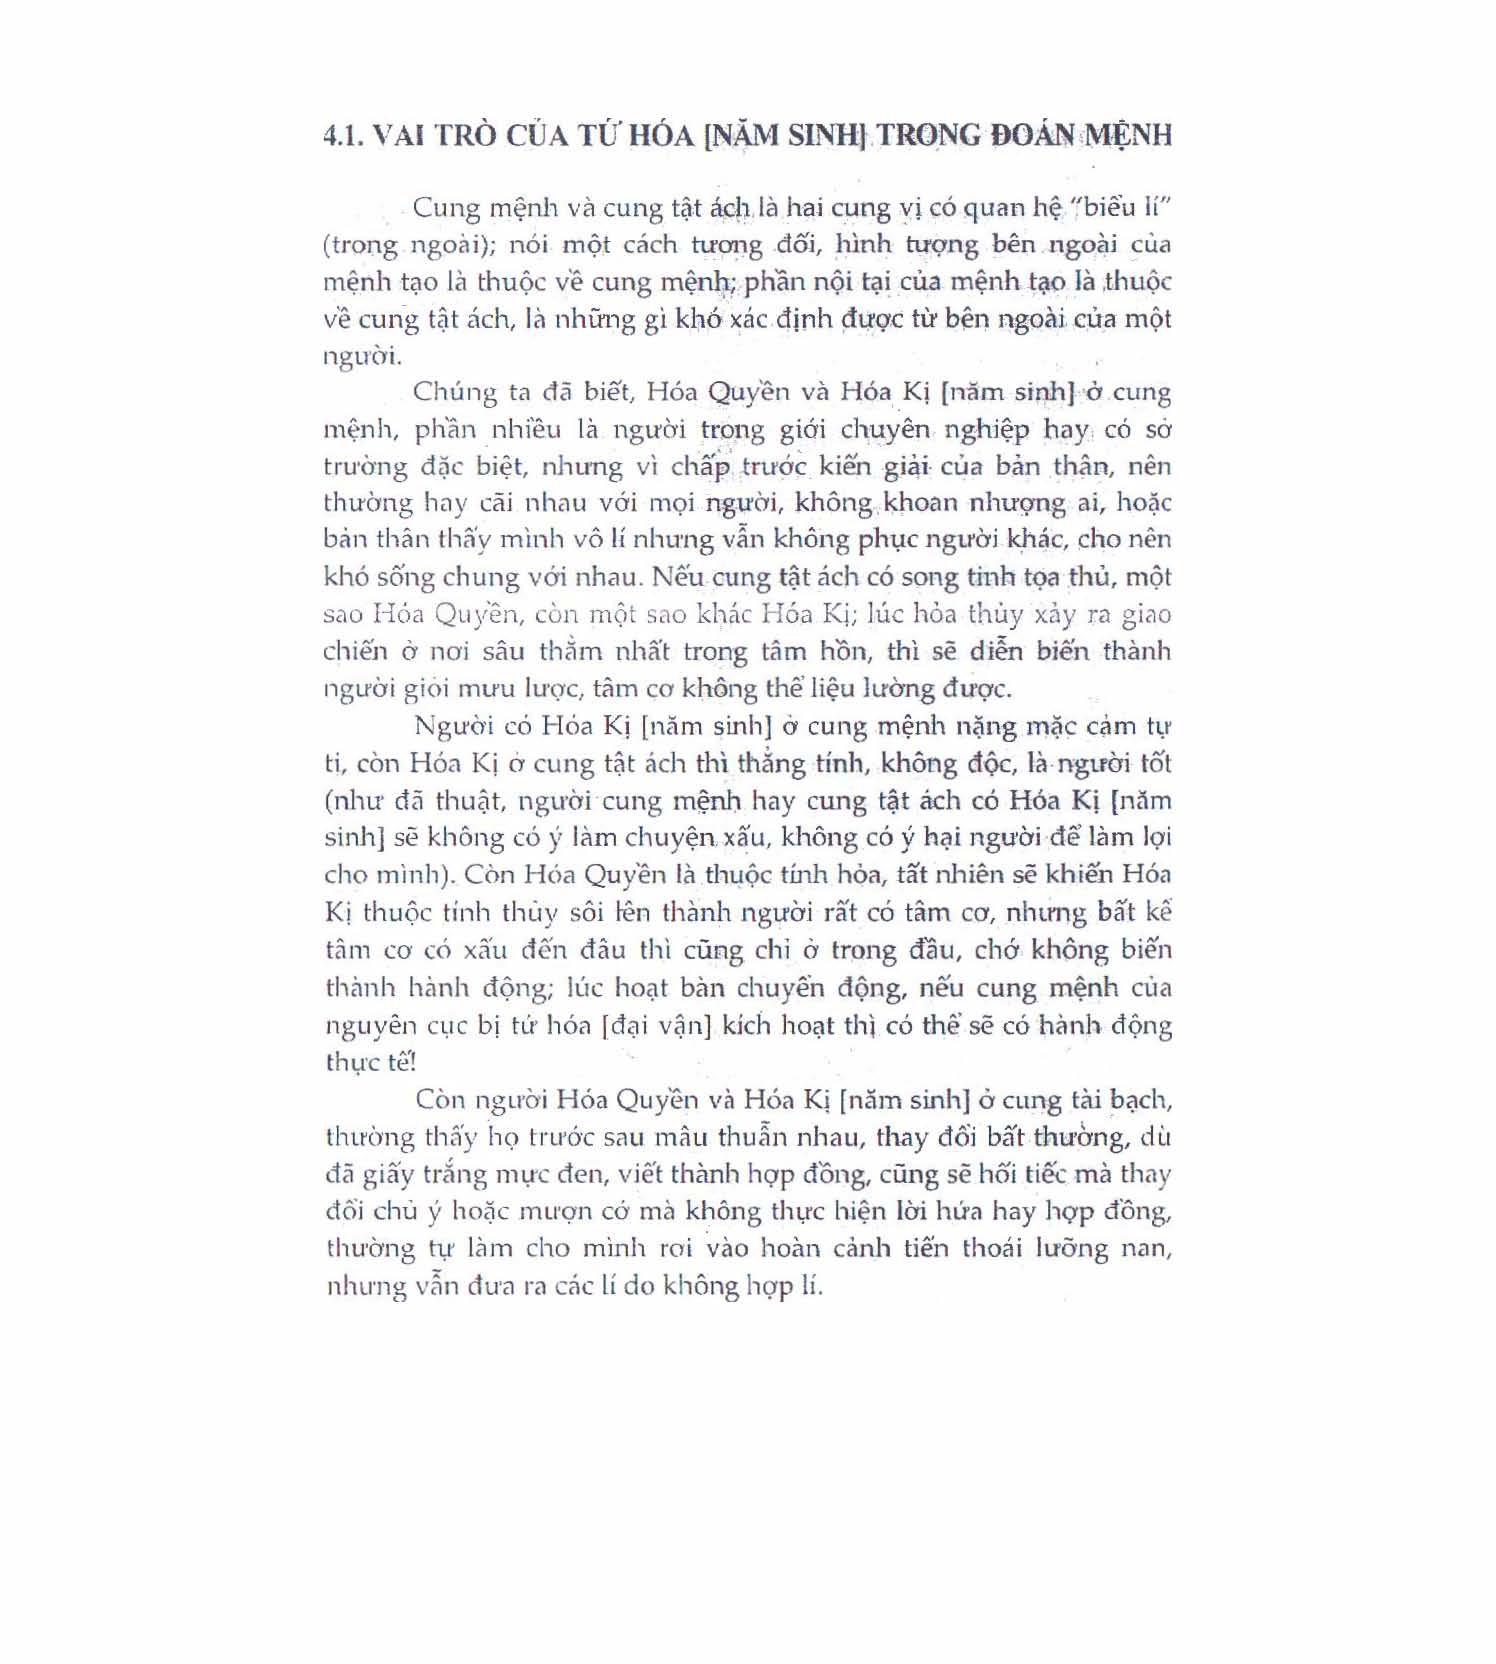 4.1. VAI TRÒ CỦA TỨ HÓA [NĂM SINH] TRONG ĐOÁN MỆNH
Cung mệnh và cung tật ách là hai cung vị có quan hệ "biểu lí"
(trong ngoài); nói một cách tương đối, hình tượng bên ngoài của
mệnh tạo là thuộc về cung mệnh; phần nội tại của mệnh tạo là thuộc
về cung tật ách, là những gì khó xác định được từ bên ngoài của một
người.
Chúng ta đã biết, Hóa Quyền và Hóa Kị [năm sinh] ở cung
mệnh, phần nhiều là người trong giới chuyên nghiệp hay có sở
trường đặc biệt, nhưng vì chấp trước kiến giải của bản thân, nên
thường hay cãi nhau với mọi người, không khoan nhượng ai, hoặc
bản thân thấy mình vô lí nhưng vẫn không phục người khác, cho nên
khó sống chung với nhau. Nếu cung tật ách có song tinh tọa thủ, một
sao Hóa Quyền, còn một sao khác Hóa Kị; lúc hỏa thủy xảy ra giao
chiến ở nơi sâu thẳm nhất trong tâm hồn, thì sẽ diễn biến thành
người giỏi mưu lược, tâm cơ không thể liệu lường được.
Người có Hóa Kị [năm sinh] ở cung mệnh nặng mặc cảm tự
ti, còn Hóa Kị ở cung tật ách thì thẳng tính, không độc, là người tốt
(như đã thuật, người cung mệnh hay cung tật ách có Hóa Kị [năm
sinh] sẽ không có ý làm chuyện xấu, không có ý hại người để làm lợi
cho mình). Còn Hóa Quyền là thuộc tính hỏa, tất nhiên sẽ khiến Hóa
Kị thuộc tính thủy sôi lên thành người rất có tâm cơ, nhưng bất kể
tâm cơ có xấu đến đâu thì cũng chỉ ở trong đầu, chớ không biến
thành hành động; lúc hoạt bàn chuyển động, nếu cung mệnh của
nguyên cục bị tứ hóa [đại vận] kích hoạt thì có thể sẽ có hành động
thực tế!
Còn người Hóa Quyền và Hóa Kị [năm sinh] ở cung tài bạch,
thường thấy họ trước sau mâu thuẫn nhau, thay đổi bất thường, dù
đã giấy trắng mực đen, viết thành hợp đồng, cũng sẽ hối tiếc mà thay
đổi chủ ý hoặc mượn cớ mà không thực hiện lời hứa hay hợp đồng,
thường tự làm cho mình rơi vào hoàn cảnh tiến thoái lưỡng nan,
nhưng vẫn đưa ra các lí do không hợp lí.